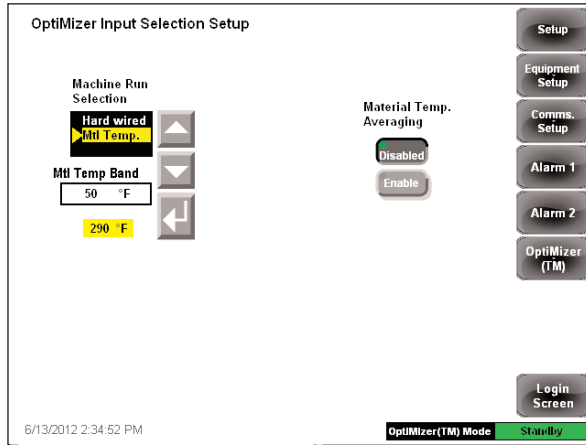 OptiMizer Input Selection Setup
Machine Run
Selection
Hard wired
Mtl Temp.
Mtl Temp Band
50 °F
290 °F
Material Temp.
Averaging
Disabled
Enable
Setup
Equipment
Setup
Comms.
Setup
Alarm 1
Alarm 2
OptiMizer
(TM)
Login
Screen
6/13/2012 2:34:52 PM
OptiMizer(TM) Mode
Standby